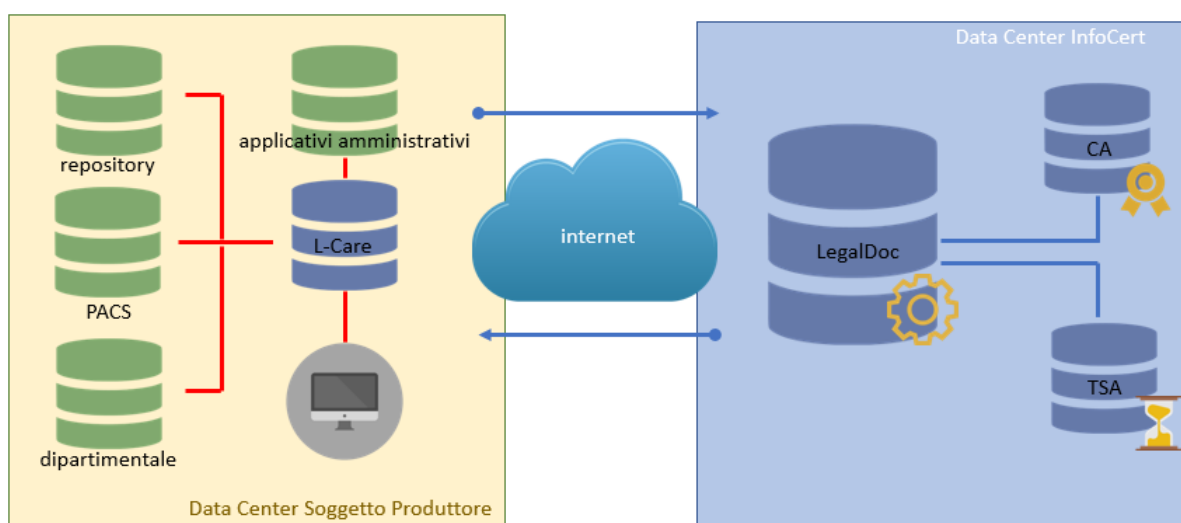 Data Center InfoCert
applicativi amministrativi
repository
CA
L-Care
internet
LegalDoc
PACS
TSA
dipartimentale
Data Center Soggetto Produttore